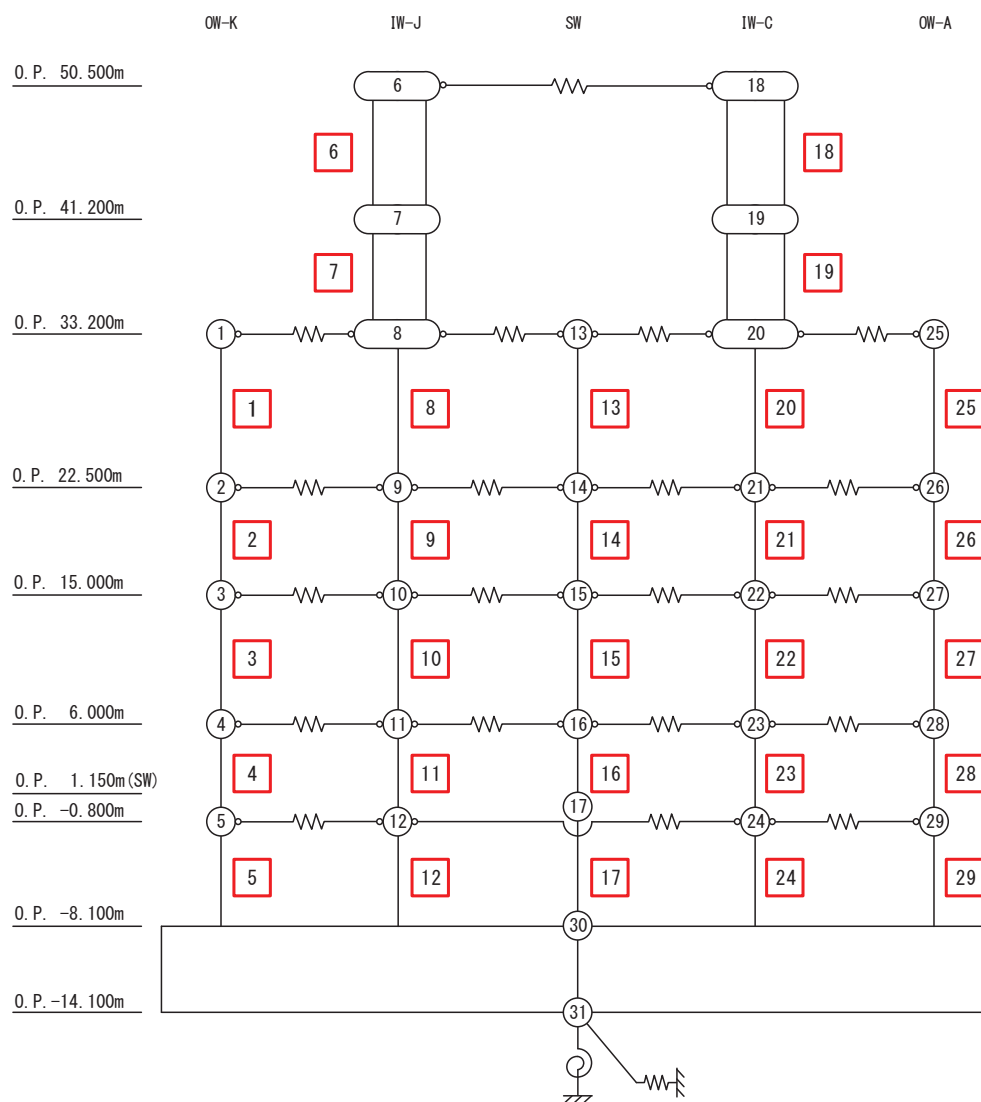 OW-K IW-J SW IW-C OW-A
O.P. 50.500m 6 18
6 18
O.P. 41.200m 7 19
7 19
O.P. 33.200m 1 8 13 20 25
1 8 13 20 25
O.P. 22.500m 2 9 14 21 26
2 9 14 21 26
O.P. 15.000m 3 10 15 22 27
3 10 15 22 27
O.P. 6.000m 4 11 16 23 28
4 11 16 23 28
O.P. 1.150m(SW) 17
O.P. -0.800m 5 12 24 29
5 12 17 24 29
O.P. -8.100m 30
O.P.-14.100m 31